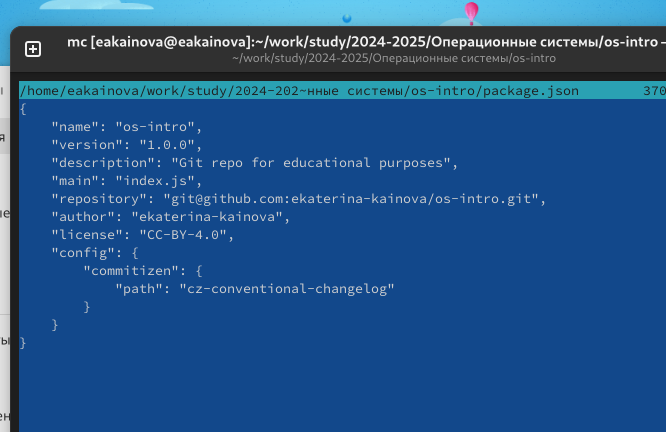 mc [eakainova@eakainova]:~/work/study/2024-2025/Операционные системы/os-intro –
~/work/study/2024-2025/Операционные системы/os-intro
/home/eakainova/work/study/2024-202~нные системы/os-intro/package.json 370
{
    "name": "os-intro",
    "version": "1.0.0",
    "description": "Git repo for educational purposes",
    "main": "index.js",
    "repository": "git@github.com:ekaterina-kainova/os-intro.git",
    "author": "ekaterina-kainova",
    "license": "CC-BY-4.0",
    "config": {
        "commitizen": {
            "path": "cz-conventional-changelog"
        }
    }
}